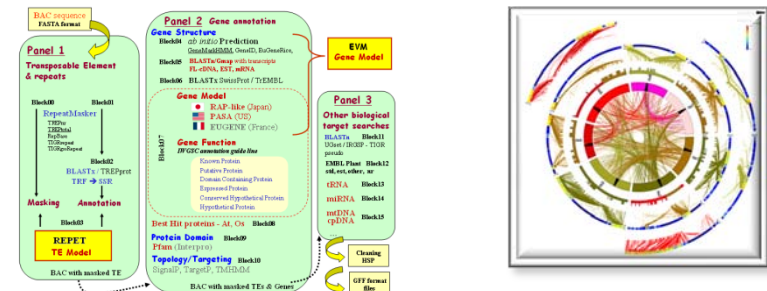 BAC sequence
FASTA format
Panel 1
Transposable Element
& repeats
Block00
Block01
RepeatMasker
TREPnr
TREPtotal
RepSure
TIGRrepeat
TIGRgssRepeat
Block02
BLASTx / TREPprot
TRF → SSR
Masking
Annotation
Block03
REPET
TE Model
BAC with masked TE
Panel 2 Gene annotation
Gene Structure
Block04 ab initio Prediction
GeneMarkHMM, GeneID,
Block05 BLASTn/Gmap with transcripts
FL-cDNA, EST, mRNA
Block06 BLASTx SwissProt / TrEMBL
Block07
Gene Model
RAP-like (Japan)
PASA (US)
EUGENE (France)
Gene Function
IWGSC annotation guide line
Known Protein
Putative Protein
Domain Containing Protein
Expressed Protein
Conserved Hypothetical Protein
Hypothetical Protein
Best Hit proteins - At, Os Block08
Protein Domain Block09
Pfam (Interpro)
Topology/Targeting Block10
SignalP, TargetP, TMHMM
BAC with masked TEs & Genes
EVM
Gene Model
Panel 3
Other biological
target searches
BLASTn Block11
pseudo
EMBL Plant Block12
tRNA Block13
miRNA Block14
mtDNA
cpDNA Block15
Cleaning
HSP
GFF format
files